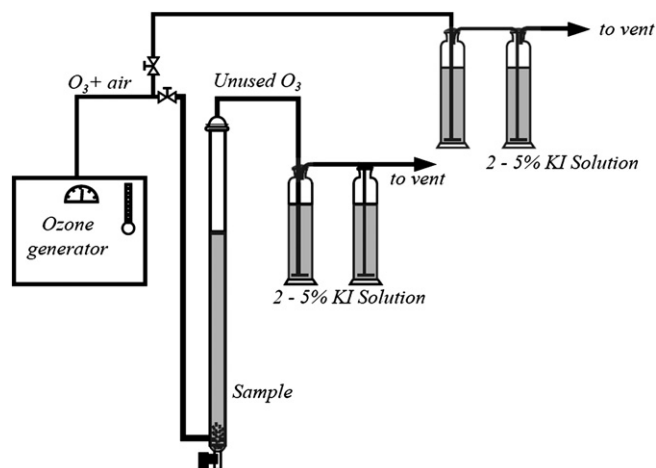 to vent
O₃+ air
Unused O₃
2 - 5% KI Solution
to vent
Ozone
generator
2 - 5% KI Solution
Sample